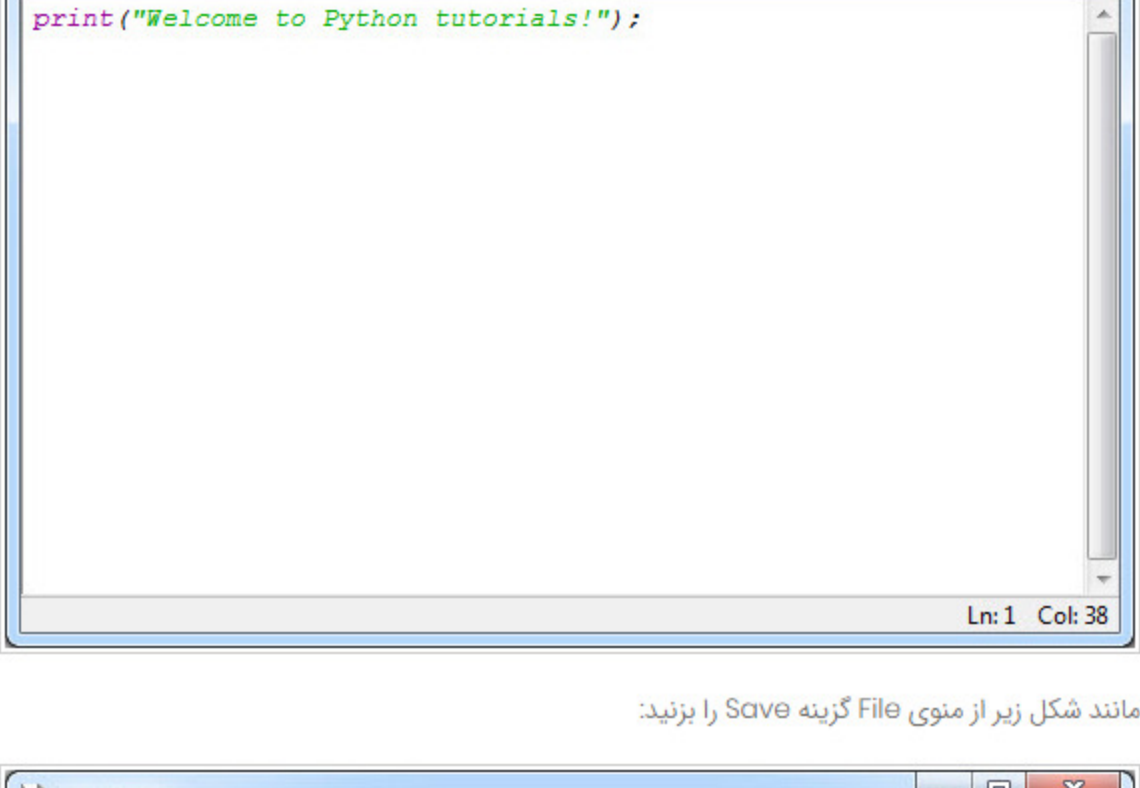 print("Welcome to Python tutorials!");
Ln: 1 Col: 38
مانند شکل زیر از منوی File گزینه Save را بزنید: